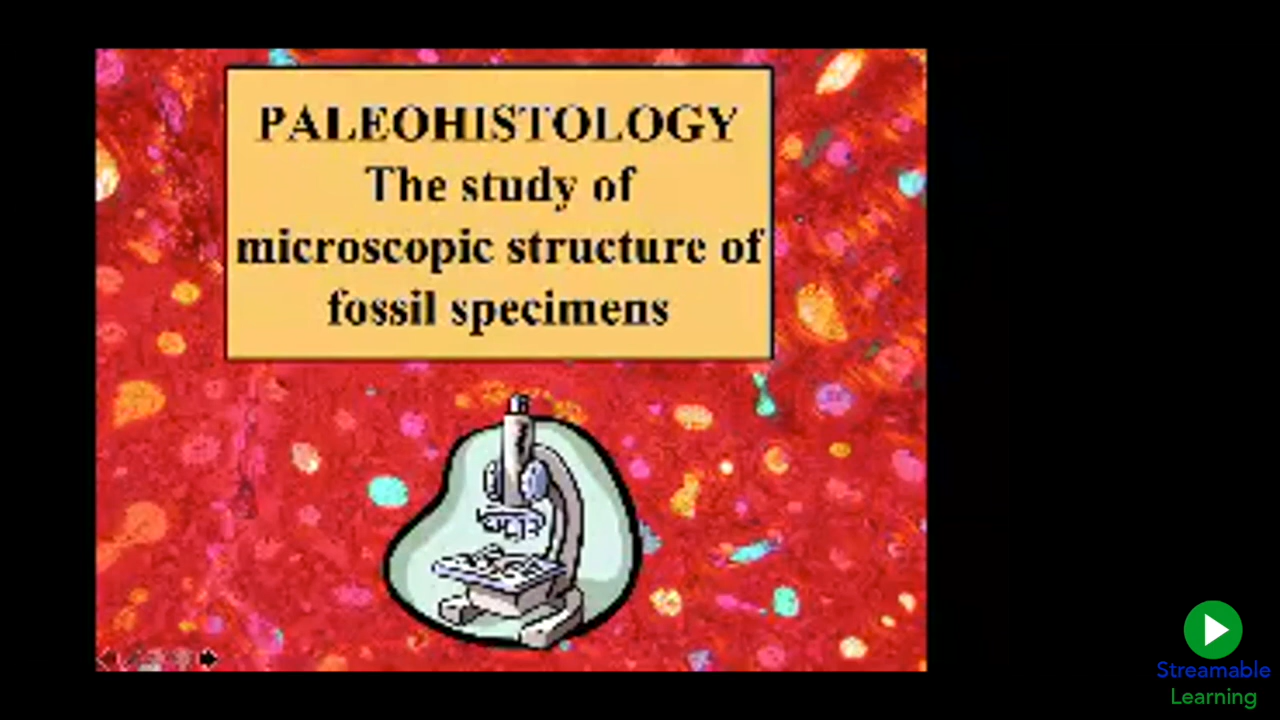 PALEOHISTOLOGY
The study of
microscopic structure of
fossil specimens
Streamable
Learning